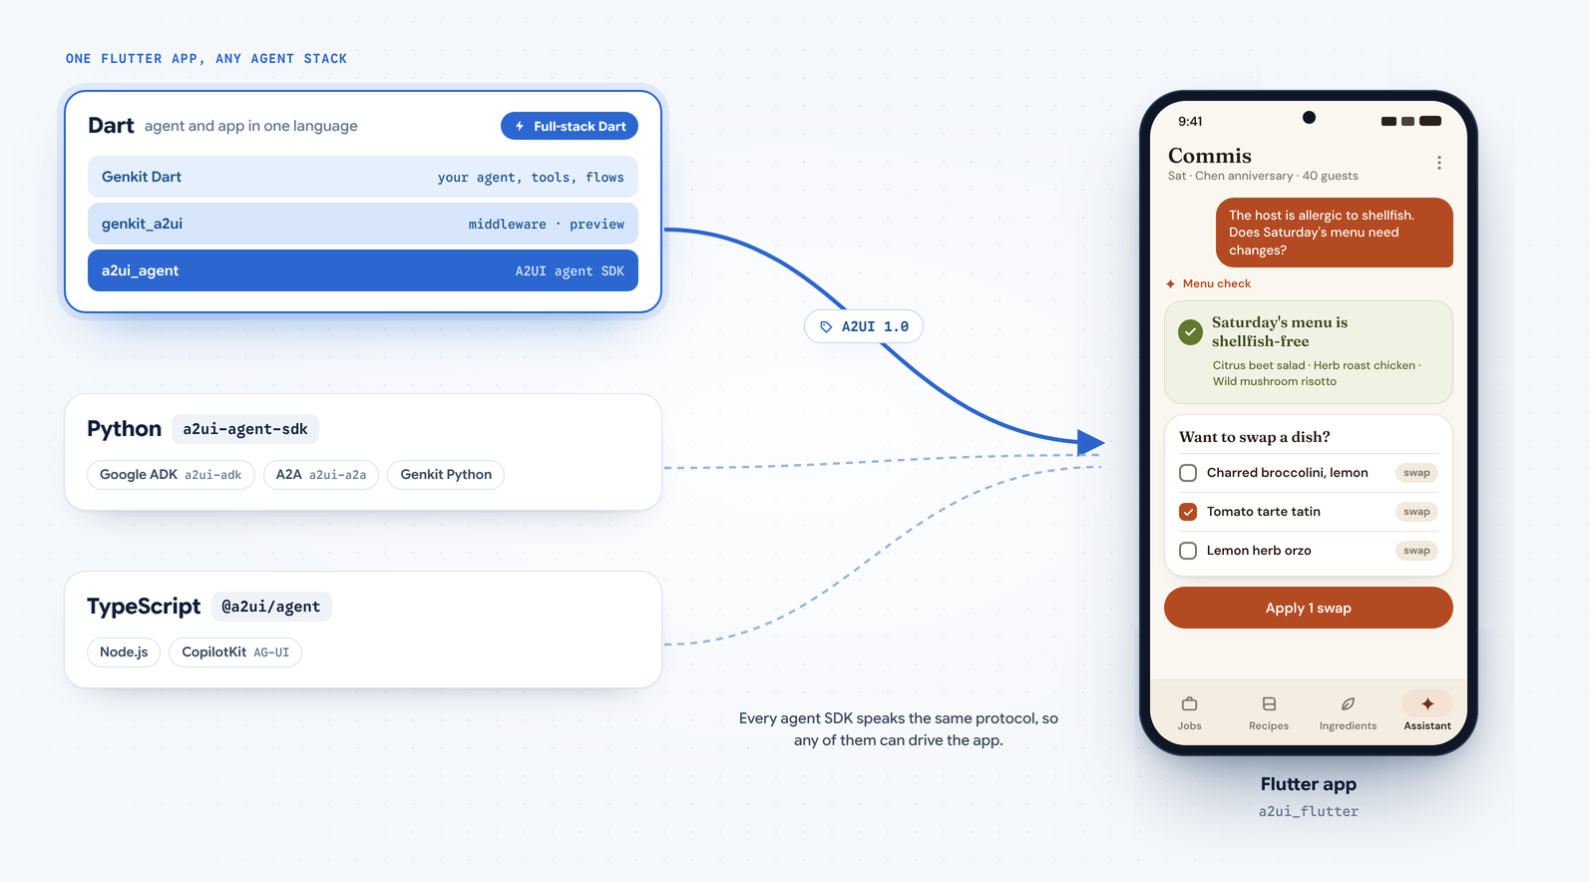 ONE FLUTTER APP, ANY AGENT STACK
Dart agent and app in one language
Full-stack Dart
Genkit Dart your agent, tools, flows
genkit_a2ui middleware · preview
a2ui_agent A2UI agent SDK
Python a2ui-agent-sdk
Google ADK a2ui-adk A2A a2ui-a2a Genkit Python
TypeScript @a2ui/agent
Node.js CopilotKit AG-UI
A2UI 1.0
Every agent SDK speaks the same protocol, so
any of them can drive the app.
9:41
Commis
Sat · Chen anniversary · 40 guests
The host is allergic to shellfish.
Does Saturday's menu need
changes?
Menu check
Saturday's menu is
shellfish-free
Citrus beet salad · Herb roast chicken ·
Wild mushroom risotto
Want to swap a dish?
Charred broccolini, lemon swap
Tomato tarte tatin swap
Lemon herb orzo swap
Apply 1 swap
Jobs Recipes Ingredients Assistant
Flutter app
a2ui_flutter